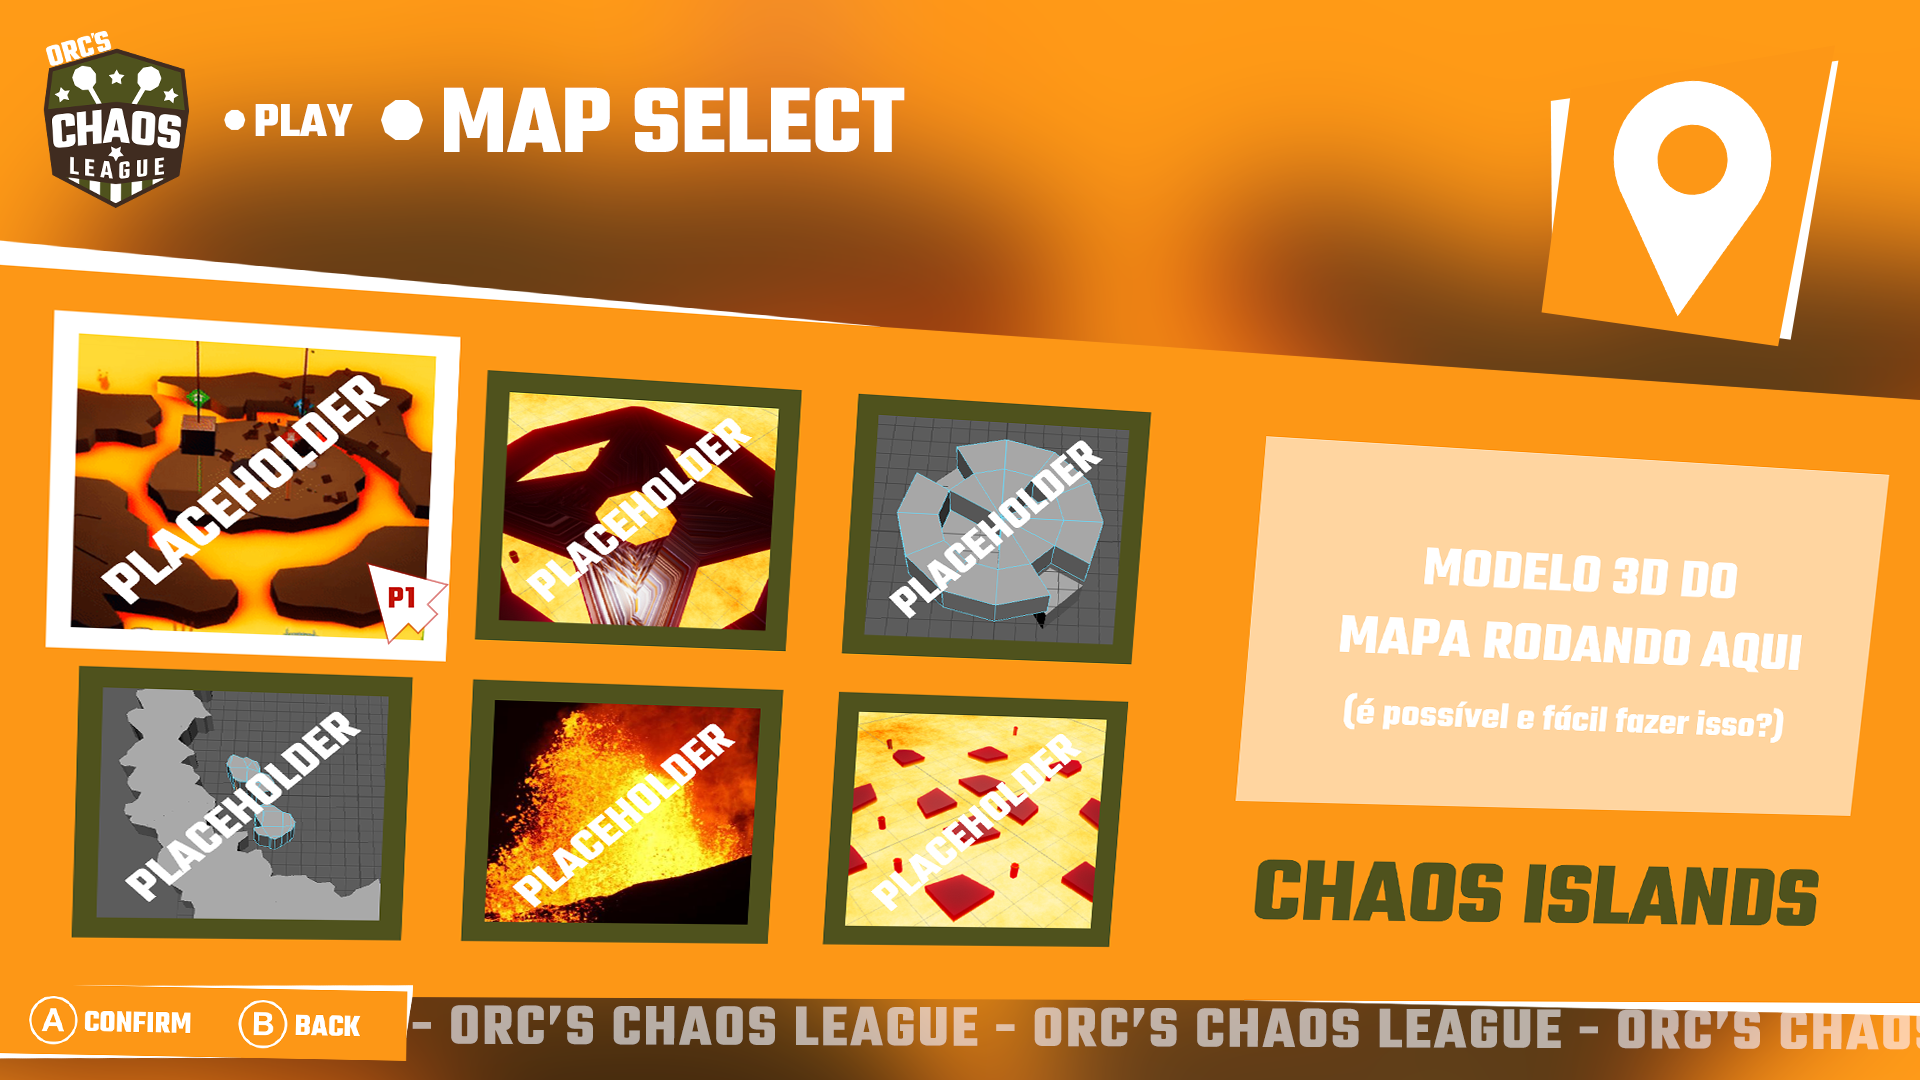 ORC'S
CHAOS
LEAGUE
PLAY
MAP SELECT
PLACEHOLDER
P1
PLACEHOLDER
PLACEHOLDER
PLACEHOLDER
PLACEHOLDER
PLACEHOLDER
MODELO 3D DO
MAPA RODANDO AQUI
(é possível e fácil fazer isso?)
CHAOS ISLANDS
A CONFIRM
B BACK
- ORC'S CHAOS LEAGUE - ORC'S CHAOS LEAGUE - ORC'S CHAOS